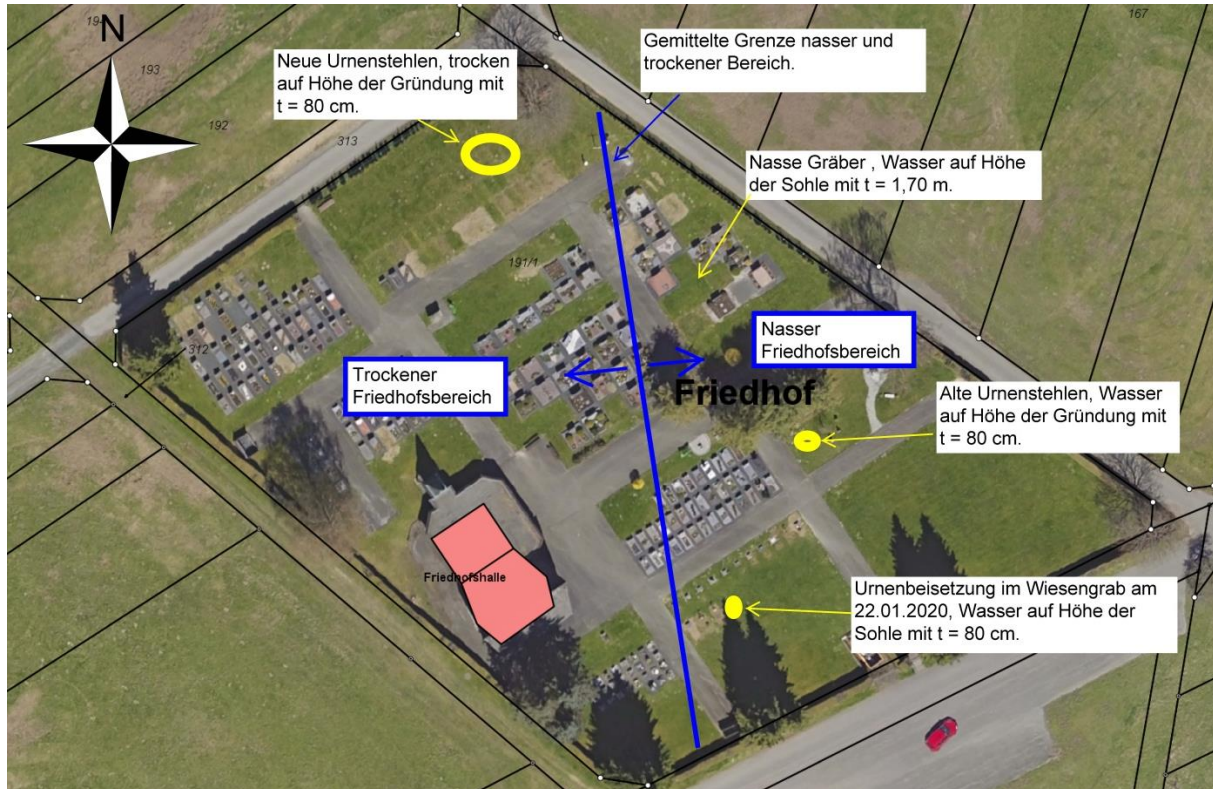 194
N
193
192
313
167
Neue Urnenstehlen, trocken
auf Höhe der Gründung mit
t = 80 cm.
Gemittelte Grenze nasser und
trockener Bereich.
Nasse Gräber , Wasser auf Höhe
der Sohle mit t = 1,70 m.
191/1
312
Trockener
Friedhofsbereich
Nasser
Friedhofsbereich
Friedhof
Alte Urnenstehlen, Wasser
auf Höhe der Gründung mit
t = 80 cm.
Friedhofshalle
Urnenbeisetzung im Wiesengrab am
22.01.2020, Wasser auf Höhe der
Sohle mit t = 80 cm.